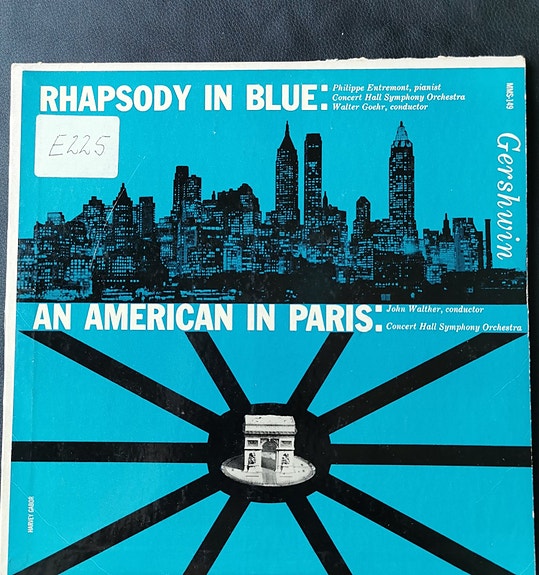 RHAPSODY IN BLUE:
Philippe Entremont, pianist
Concert Hall Symphony Orchestra
Walter Goehr, conductor
MMS-149
E225
Gershwin
AN AMERICAN IN PARIS:
John Walther, conductor
Concert Hall Symphony Orchestra
HARVEY GABOR